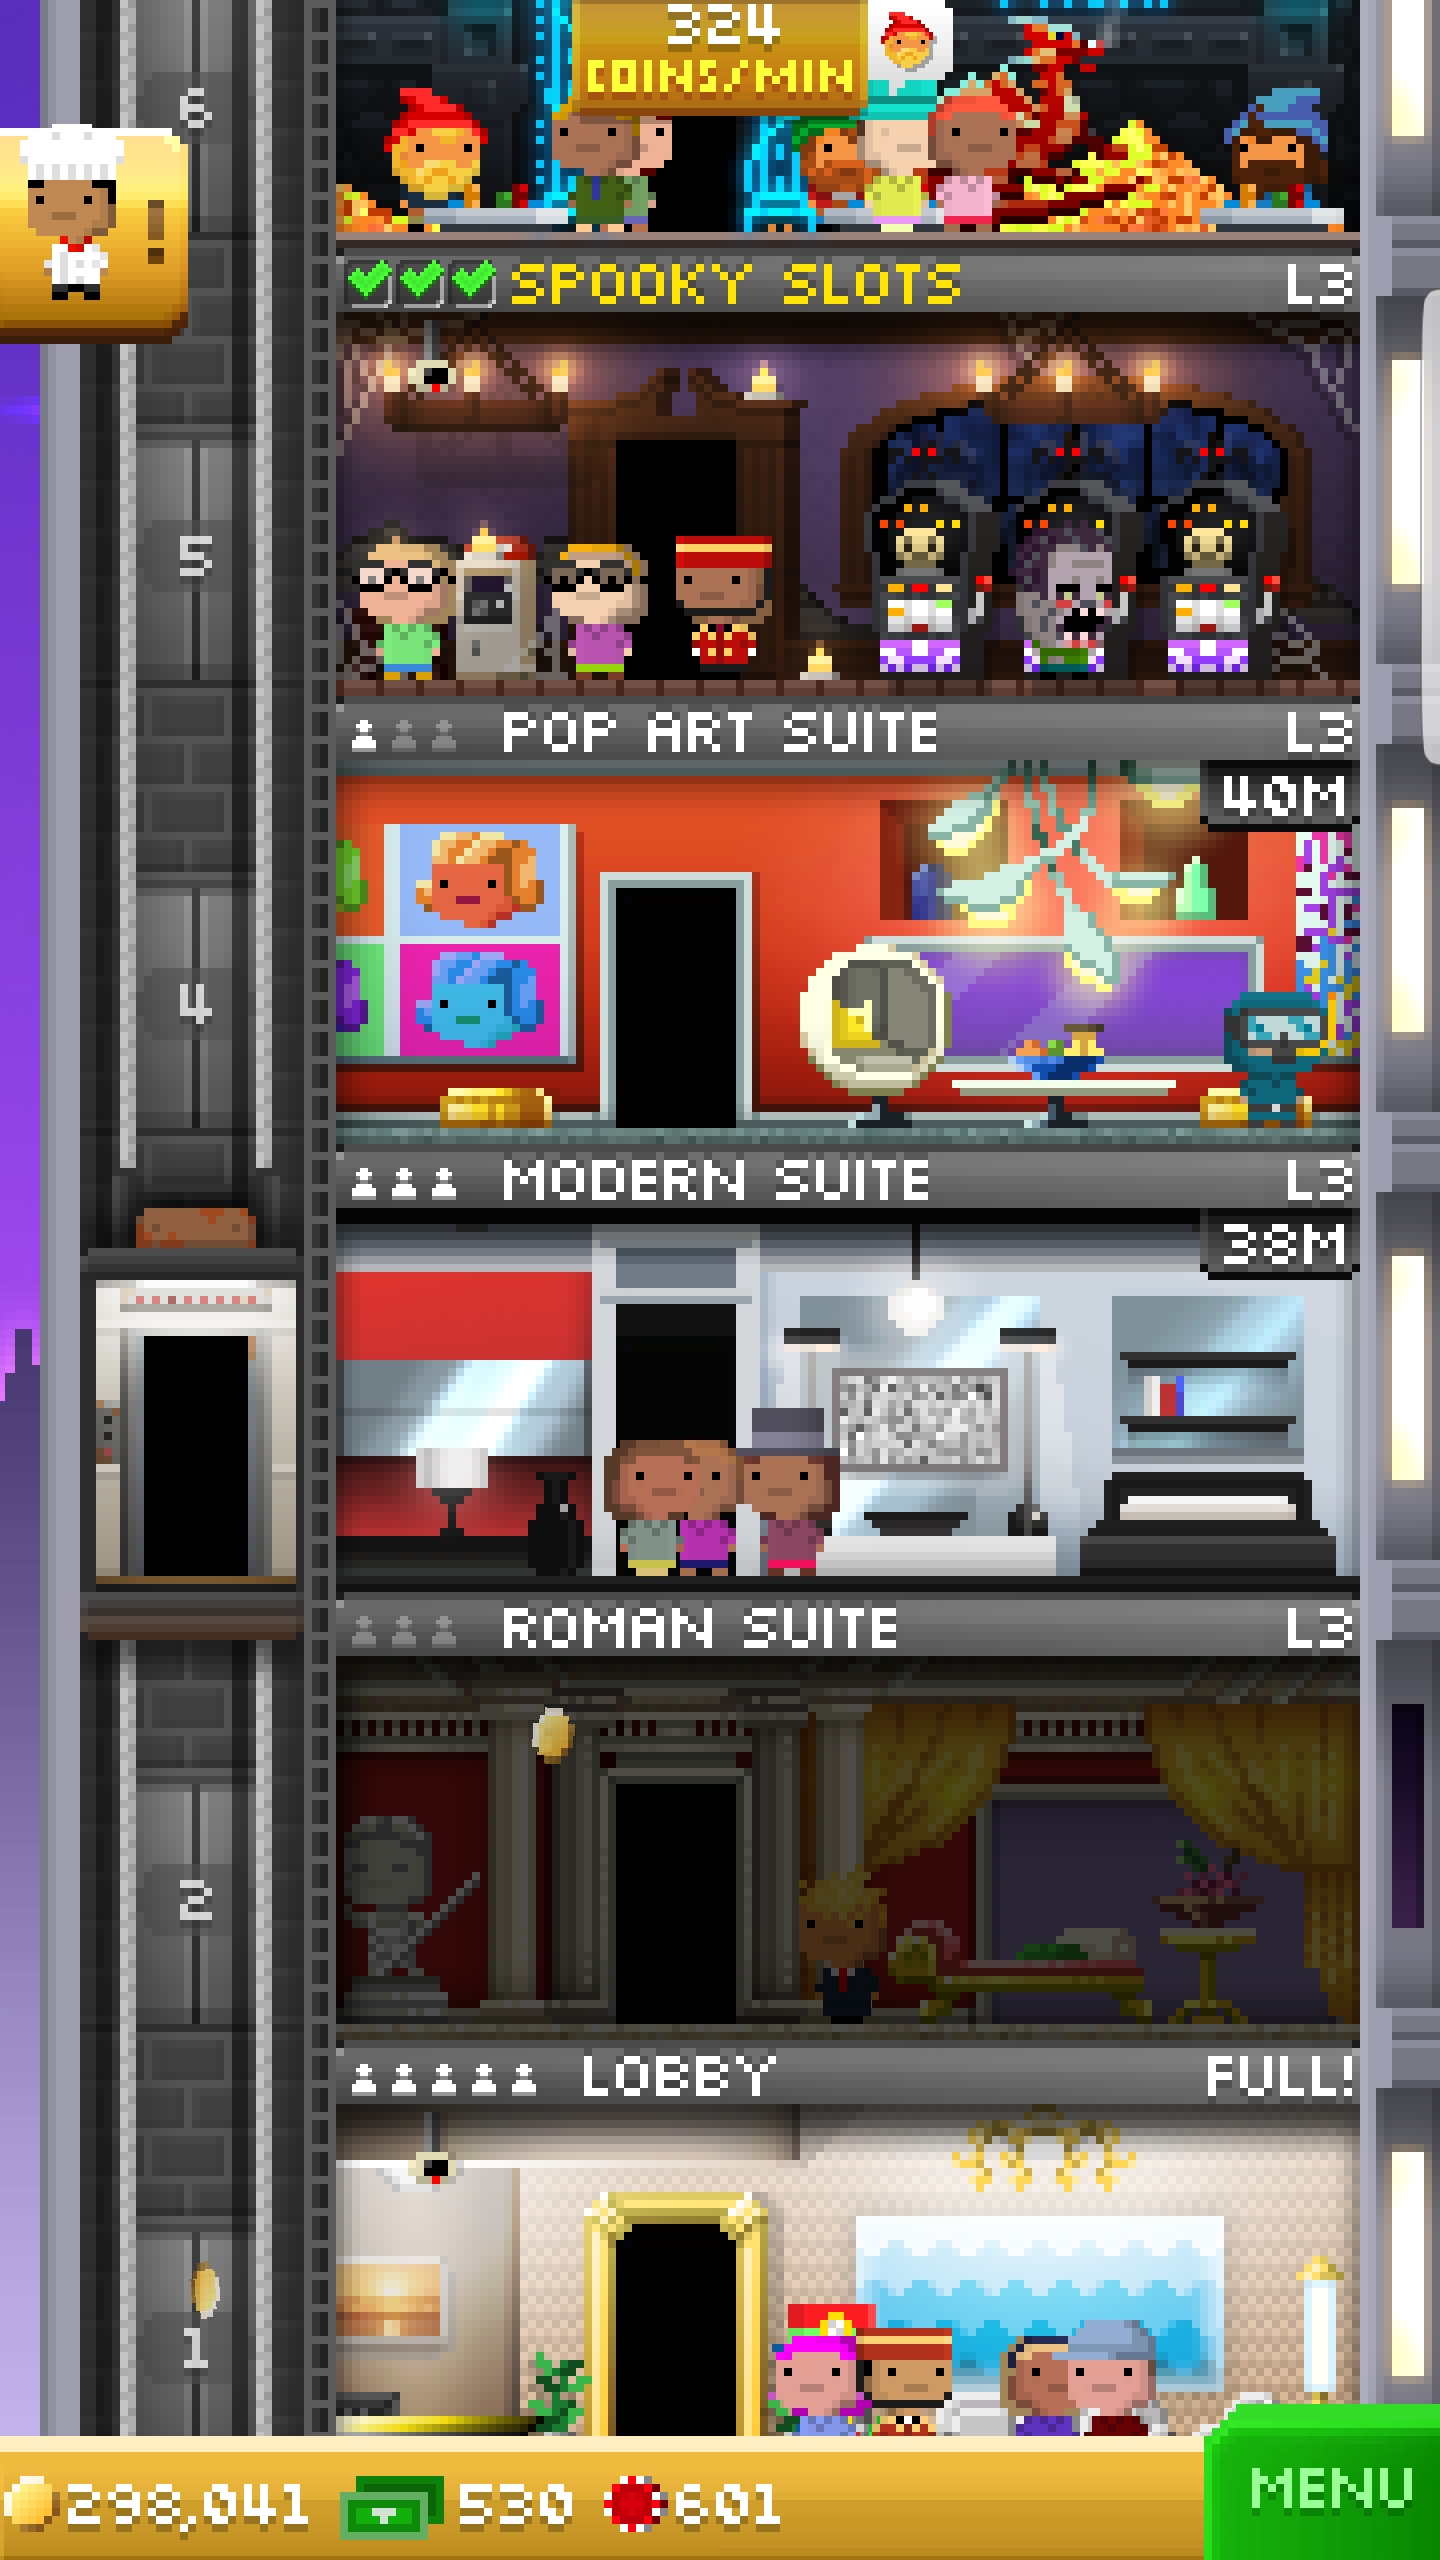 324
COINS/MIN
6
!
SPOOKY SLOTS L3
5
POP ART SUITE L3
40M
4
MODERN SUITE L3
38M
ROMAN SUITE L3
2
LOBBY FULL!
1
298,041 530 601 MENU